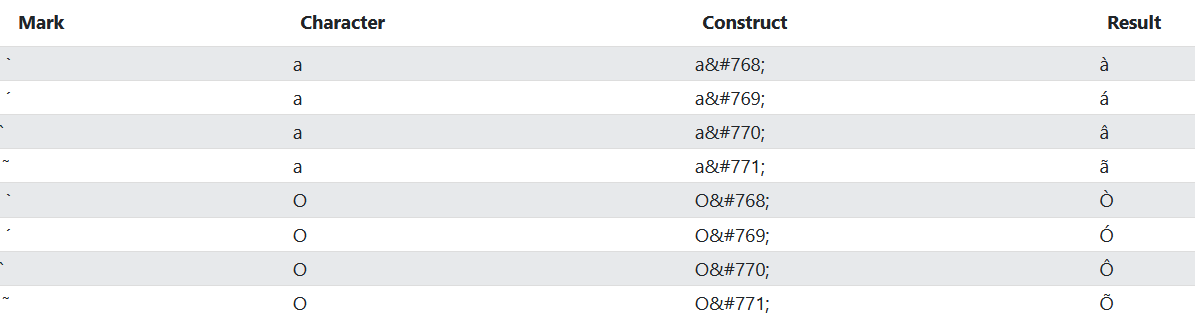 Mark Character Construct Result
` a a&#768; à
´ a a&#769; á
` a a&#770; â
˜ a a&#771; ã
` O O&#768; Ò
´ O O&#769; Ó
` O O&#770; Ô
˜ O O&#771; Õ